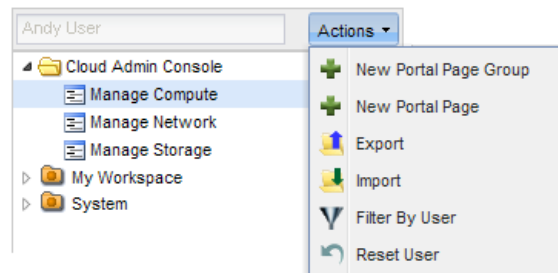 Andy User
Actions
Cloud Admin Console
Manage Compute
Manage Network
Manage Storage
My Workspace
System
New Portal Page Group
New Portal Page
Export
Import
Filter By User
Reset User